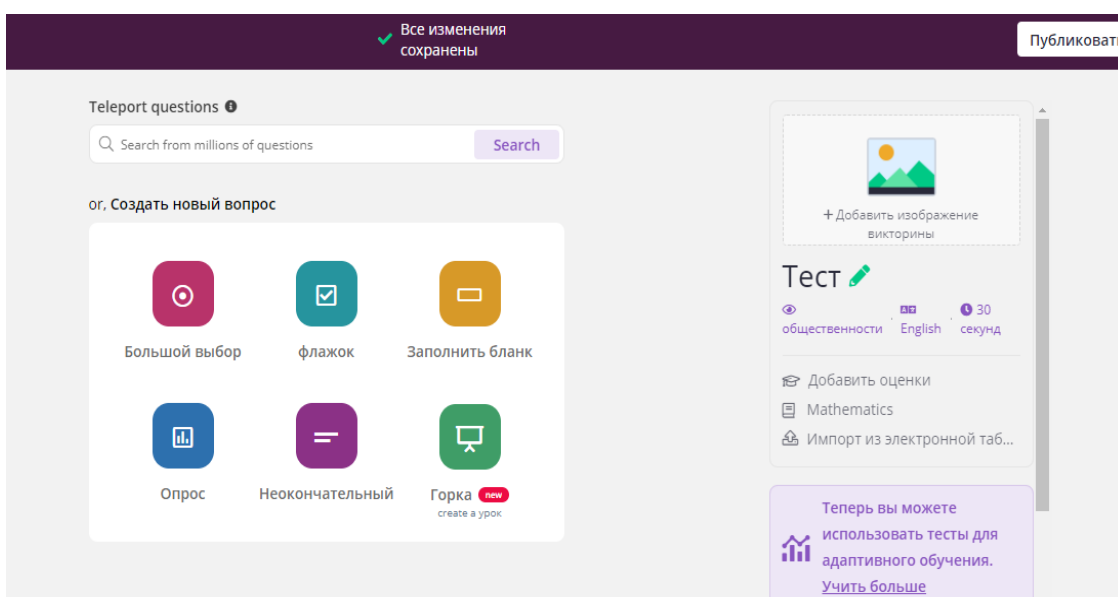 Все изменения
сохранены
Публиковать
Teleport questions
Search from millions of questions
Search
or, Создать новый вопрос
Большой выбор
флажок
Заполнить бланк
Опрос
Неокончательный
Горка new
create a урок
+ Добавить изображение
викторины
Тест
общественности
English
30
секунд
Добавить оценки
Mathematics
Импорт из электронной таб...
Теперь вы можете
использовать тесты для
адаптивного обучения.
Учить больше